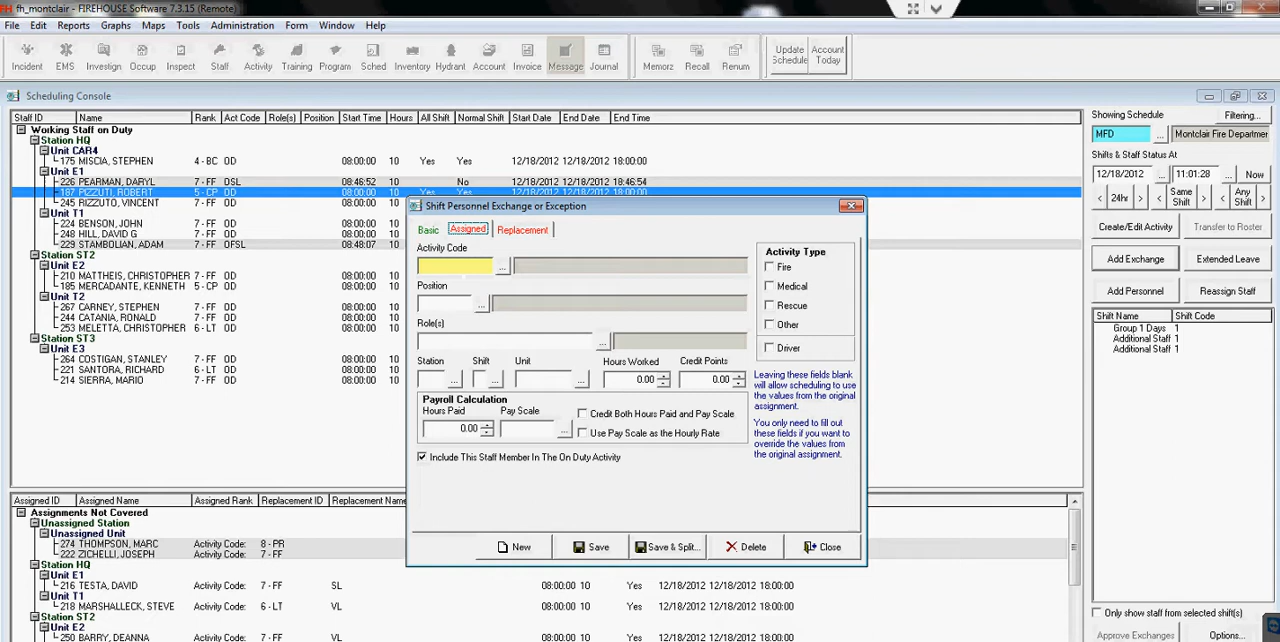 fh_montclair - FIREHOUSE Software 7.3.15 (Remote)
File Edit Reports Graphs Maps Tools Administration Form Window Help
Incident EMS Investign Occup Inspect Staff Activity Training Program Sched Inventory Hydrant Account Invoice Message Journal Memorz Recall Renum Update Schedule Account Today
Scheduling Console
Staff ID Name Rank Act Code Role(s) Position Start Time Hours All Shift Normal Shift Start Date End Date End Time
Working Staff on Duty
Station HQ
Unit CAR4
175 MISCIA, STEPHEN 4 - BC OD 08:00:00 10 Yes Yes 12/18/2012 12/18/2012 18:00:00
Unit E1
226 PEARMAN, DARYL 7 - FF OSL 08:46:52 10 No 12/18/2012 12/18/2012 18:46:54
187 PIZZUTI, ROBERT 5 - CP OD 08:00:00 10 Yes Yes 12/18/2012 12/18/2012 18:00:00
245 RIZZUTO, VINCENT 7 - FF OD
Unit T1
224 BENSON, JOHN 7 - FF OD
248 HILL, DAVID G 7 - FF OD
229 STAMBOLIAN, ADAM 7 - FF OFSL 08:48:07 10
Station ST2
Unit E2
210 MATTHEIS, CHRISTOPHER 7 - FF OD 08:00:00 10
185 MERCADANTE, KENNETH 5 - CP OD 08:00:00 10
Unit T2
267 CARNEY, STEPHEN 7 - FF OD 08:00:00 10
244 CATANIA, RONALD 7 - FF OD 08:00:00 10
253 MELETTA, CHRISTOPHER 6 - LT OD 08:00:00 10
Station ST3
Unit E3
264 COSTIGAN, STANLEY 7 - FF OD 08:00:00 10
221 SANTORA, RICHARD 6 - LT OD 08:00:00 10
214 SIERRA, MARIO 7 - FF OD 08:00:00 10
Shift Personnel Exchange or Exception
Basic Assigned Replacement
Activity Code
...
Position
...
Role(s)
...
Station Shift Unit Hours Worked Credit Points
... ... ... 0.00 0.00
Payroll Calculation
Hours Paid Pay Scale
0.00 ...
Credit Both Hours Paid and Pay Scale
Use Pay Scale as the Hourly Rate
Include This Staff Member In The On Duty Activity
Activity Type
Fire
Medical
Rescue
Other
Driver
Leaving these fields blank
will allow scheduling to use
the values from the original
assignment.
You only need to fill out
these fields if you want to
override the values from
the original assignment.
New Save Save & Split... Delete Close
Showing Schedule Filtering...
MFD ... Montclair Fire Departmer
Shifts & Staff Status At
12/18/2012 ... 11:01:28 ... Now
< 24hr > < Same Shift > < Any Shift >
Create/Edit Activity Transfer to Roster
Add Exchange Extended Leave
Add Personnel Reassign Staff
Shift Name Shift Code
Group 1 Days 1
Additional Staff 1
Additional Staff 1
Only show staff from selected shift(s)
Approve Exchanges Options...
Assigned ID Assigned Name Assigned Rank Replacement ID Replacement Name
Assignments Not Covered
Unassigned Station
Unassigned Unit
274 THOMPSON, MARC Activity Code: 8 - PR
222 ZICHELLI, JOSEPH Activity Code: 7 - FF
Station HQ
Unit E1
216 TESTA, DAVID Activity Code: 7 - FF SL 08:00:00 10 Yes 12/18/2012 12/18/2012 18:00:00
Unit T1
218 MARSHALLECK, STEVE Activity Code: 6 - LT VL 08:00:00 10 Yes 12/18/2012 12/18/2012 18:00:00
Station ST2
Unit E2
250 BARRY, DEANNA Activity Code: 7 - FF VL 08:00:00 10 Yes 12/18/2012 12/18/2012 18:00:00